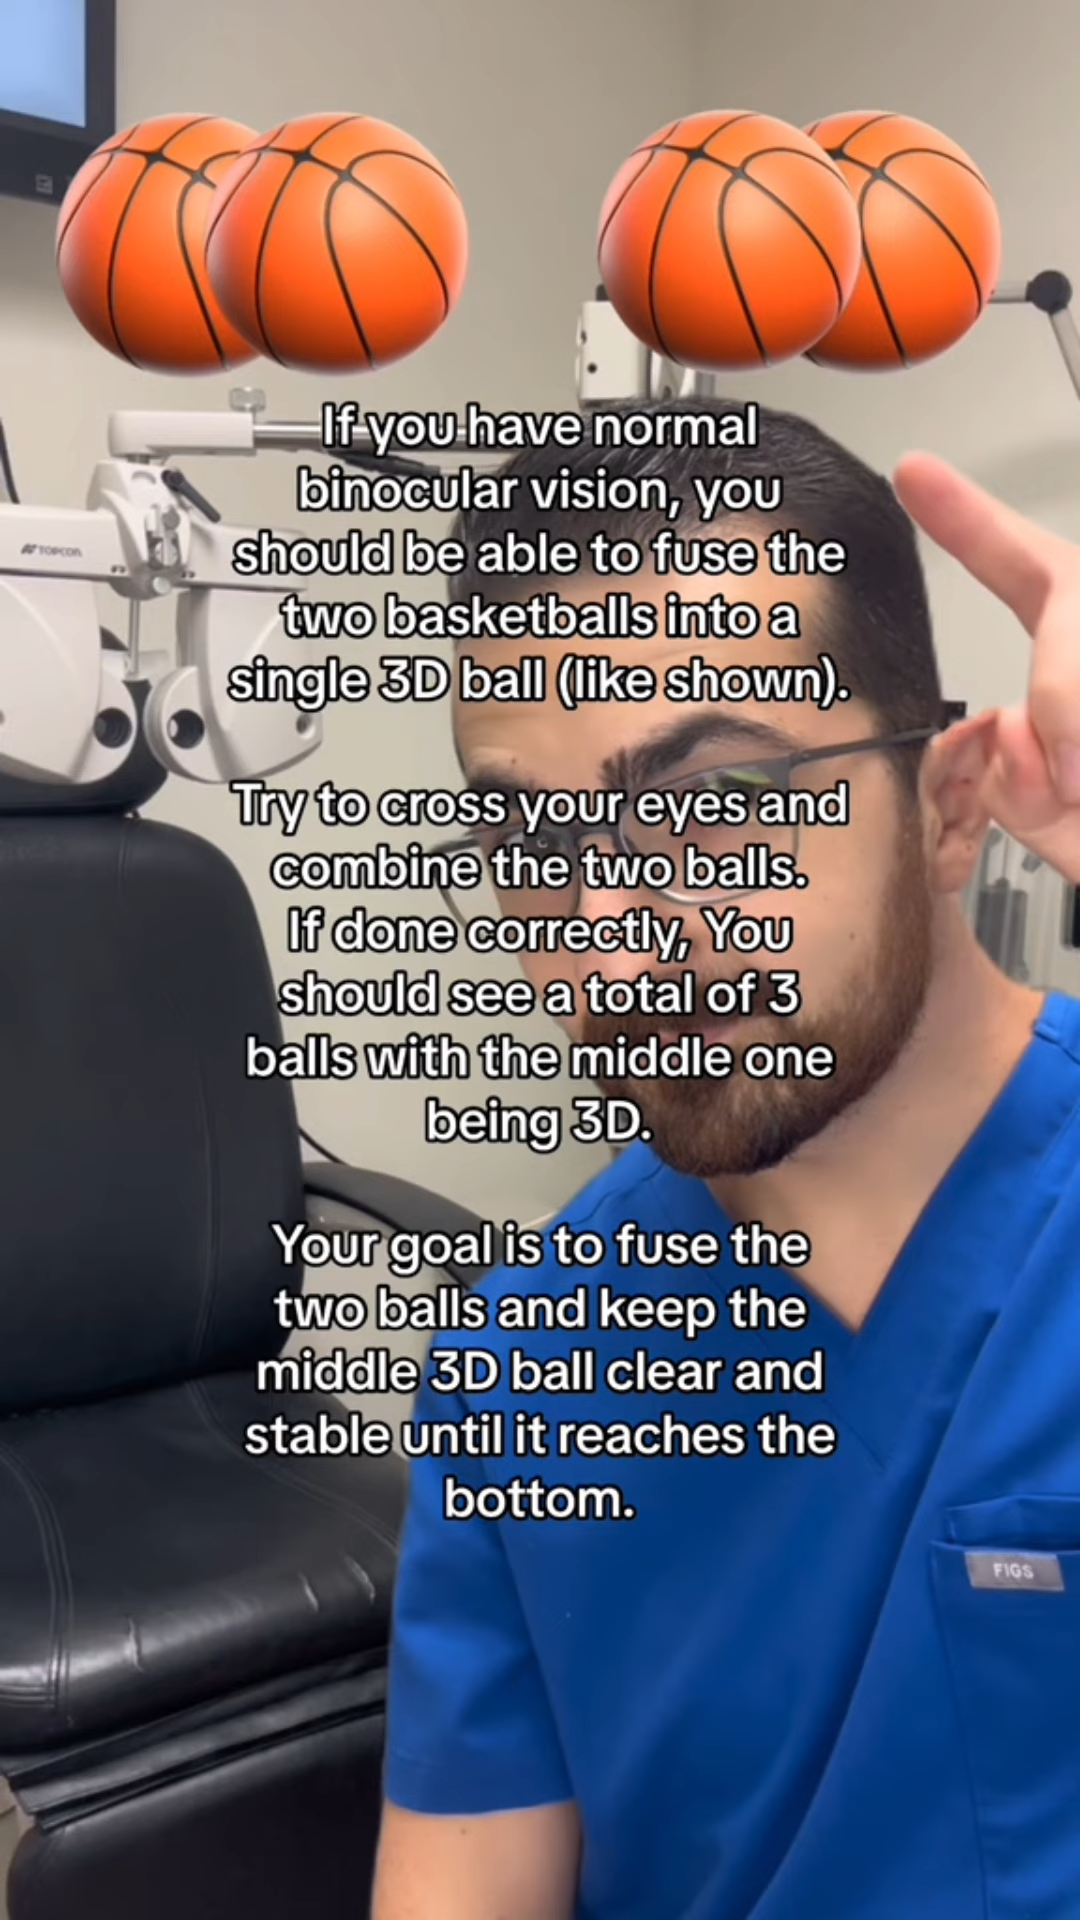 TOPCON
If you have normal
binocular vision, you
should be able to fuse the
two basketballs into a
single 3D ball (like shown).
Try to cross your eyes and
combine the two balls.
If done correctly, You
should see a total of 3
balls with the middle one
being 3D.
Your goal is to fuse the
two balls and keep the
middle 3D ball clear and
stable until it reaches the
bottom.
FIGS